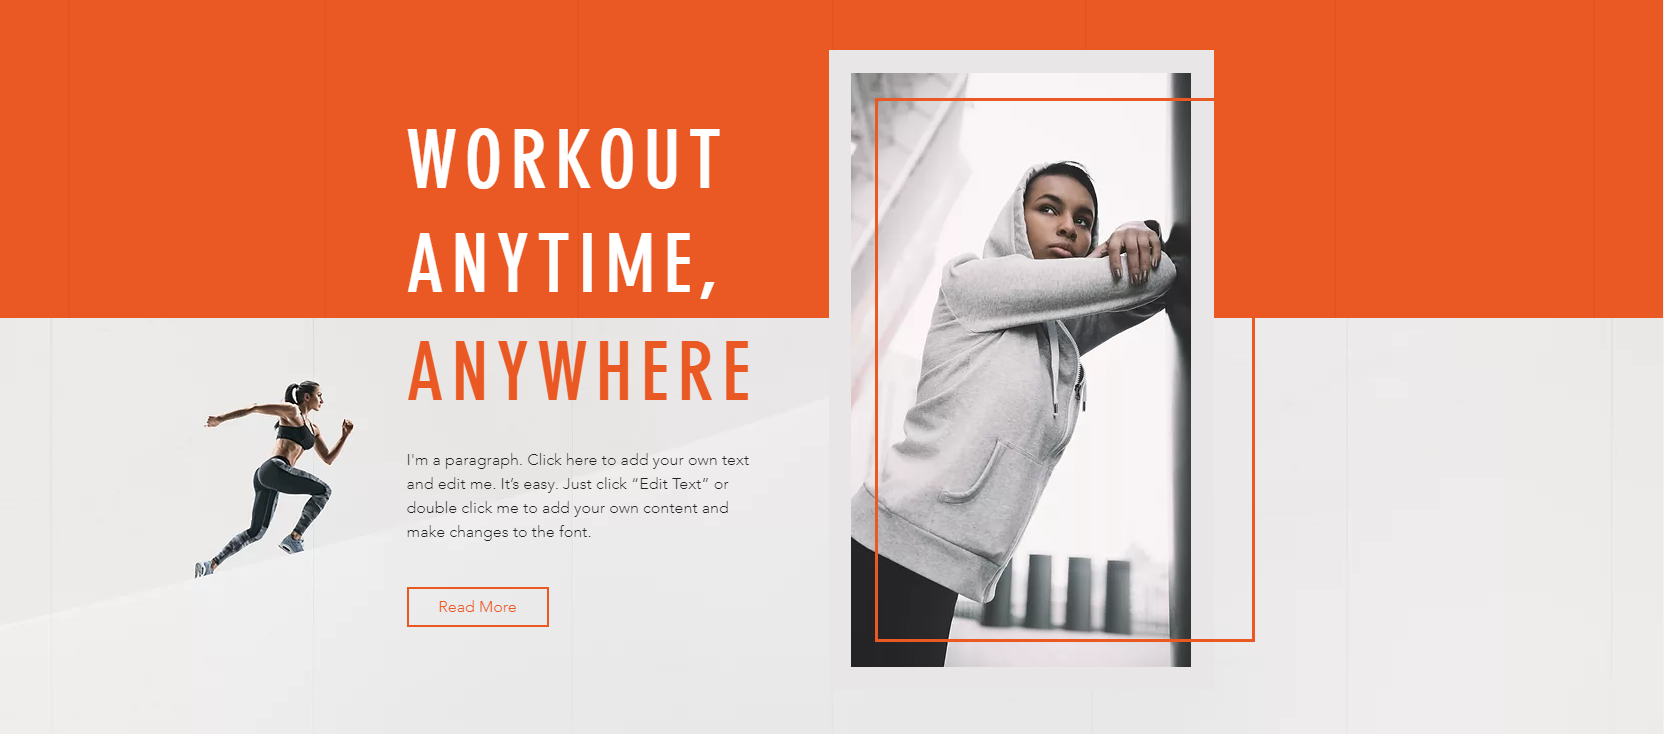 WORKOUT
ANYTIME,
ANYWHERE
I'm a paragraph. Click here to add your own text
and edit me. It’s easy. Just click “Edit Text” or
double click me to add your own content and
make changes to the font.
Read More